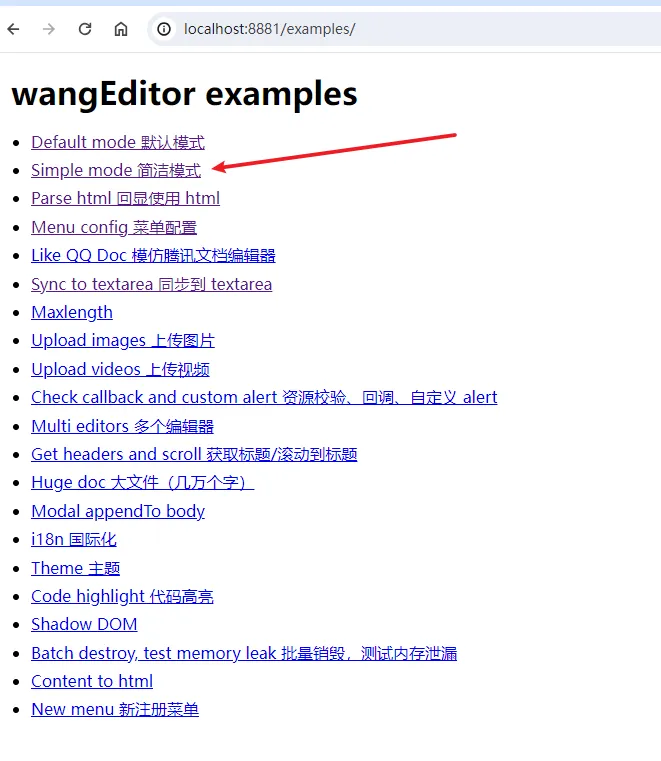 localhost:8881/examples/
wangEditor examples
Default mode 默认模式
Simple mode 简洁模式
Parse html 回显使用 html
Menu config 菜单配置
Like QQ Doc 模仿腾讯文档编辑器
Sync to textarea 同步到 textarea
Maxlength
Upload images 上传图片
Upload videos 上传视频
Check callback and custom alert 资源校验、回调、自定义 alert
Multi editors 多个编辑器
Get headers and scroll 获取标题/滚动到标题
Huge doc 大文件（几万个字）
Modal appendTo body
i18n 国际化
Theme 主题
Code highlight 代码高亮
Shadow DOM
Batch destroy, test memory leak 批量销毁，测试内存泄漏
Content to html
New menu 新注册菜单